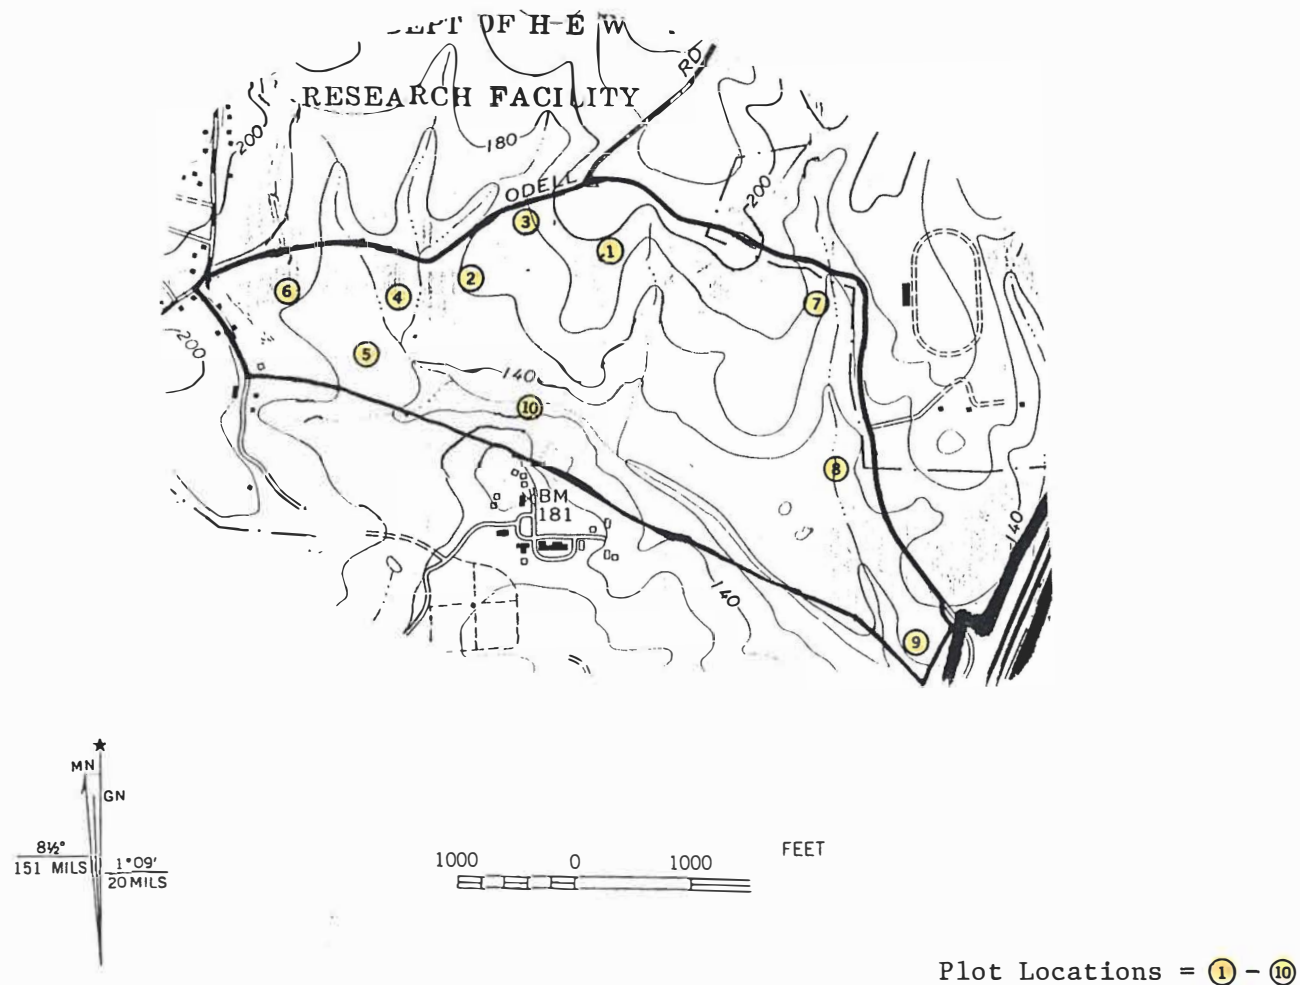 DEPT OF H E W
RESEARCH FACILITY
RD
200
180
ODELL
200
3
1
2
6
4
7
200
5
140
10
8
BM
181
140
140
9
MN
GN
8½°
151 MILS
1°09'
20 MILS
1000 0 1000 FEET
Plot Locations = 1 - 10